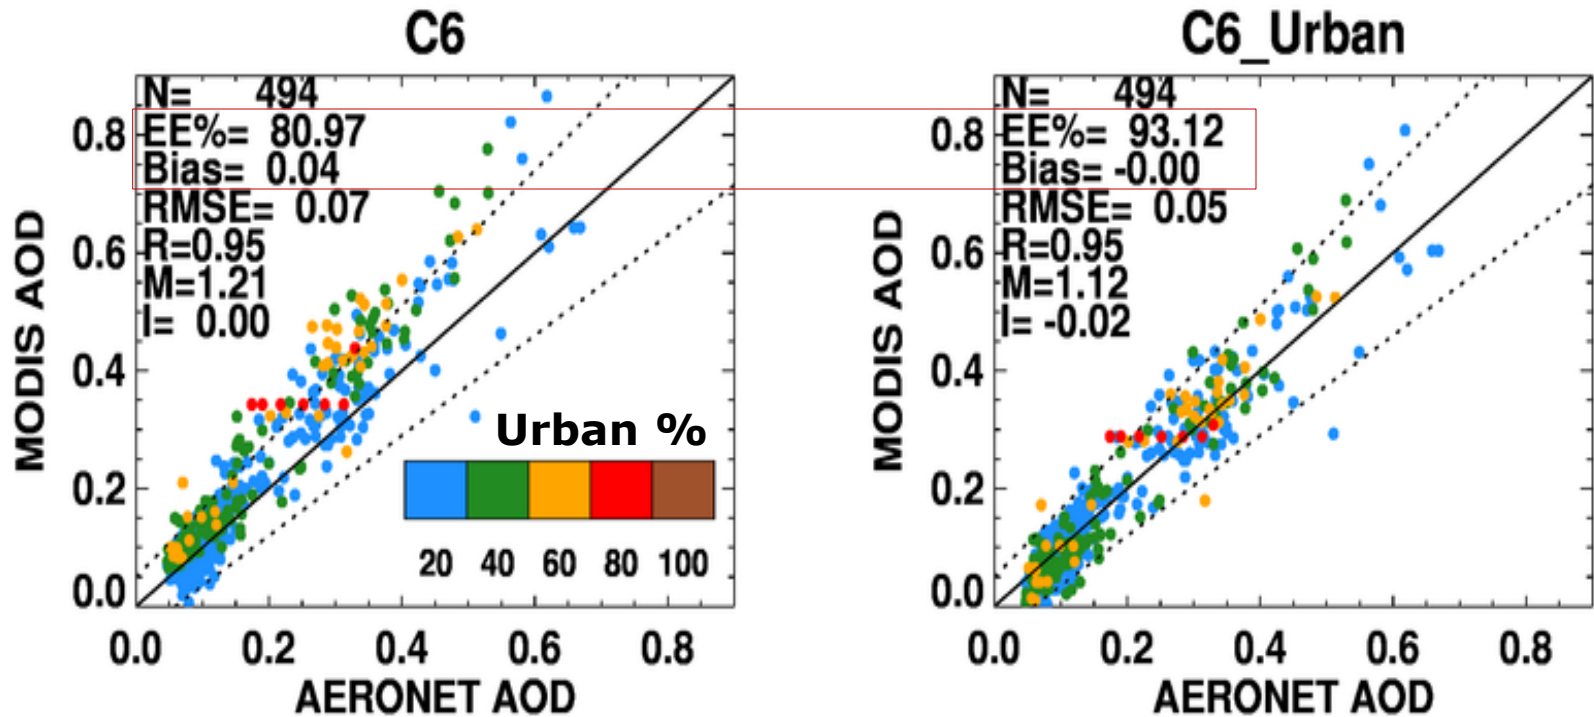 C6
N= 494
EE%= 80.97
Bias= 0.04
RMSE= 0.07
R=0.95
M=1.21
I= 0.00
MODIS AOD
0.8
0.6
0.4
0.2
0.0
Urban %
20 40 60 80 100
0.0 0.2 0.4 0.6 0.8
AERONET AOD
C6_Urban
N= 494
EE%= 93.12
Bias= -0.00
RMSE= 0.05
R=0.95
M=1.12
I= -0.02
MODIS AOD
0.8
0.6
0.4
0.2
0.0
0.0 0.2 0.4 0.6 0.8
AERONET AOD